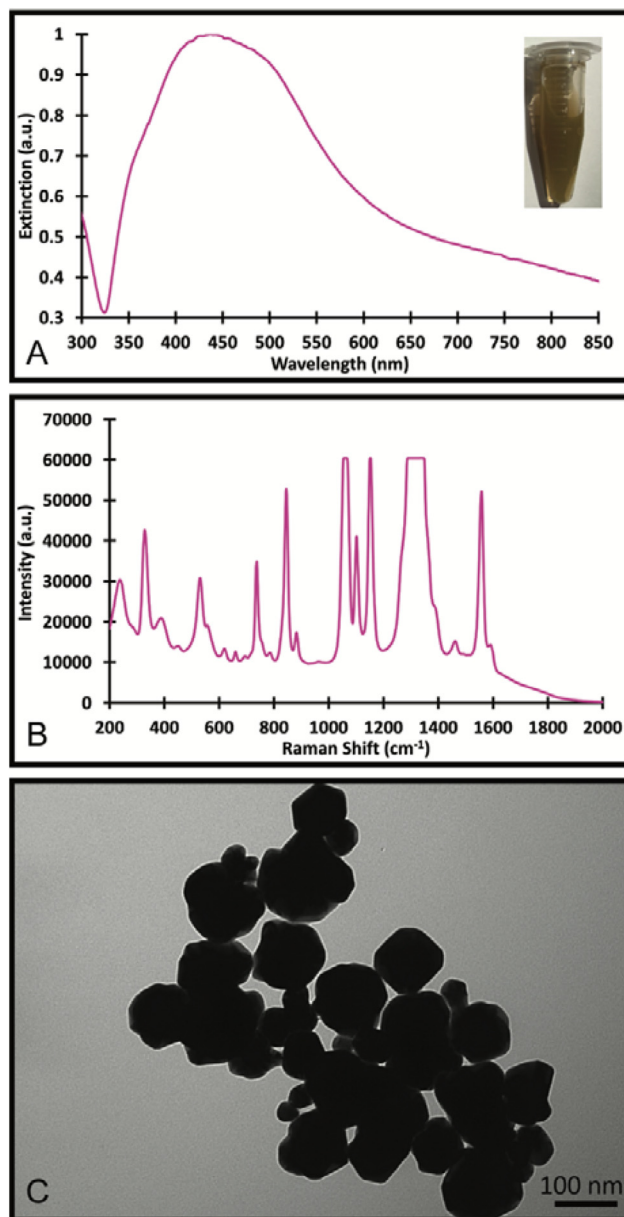 1
0.9
0.8
0.7
0.6
0.5
0.4
0.3
Extinction (a.u.)
300 350 400 450 500 550 600 650 700 750 800 850
Wavelength (nm)
A
70000
60000
50000
40000
30000
20000
10000
0
Intensity (a.u.)
200 400 600 800 1000 1200 1400 1600 1800 2000
Raman Shift (cm⁻¹)
B
100 nm
C